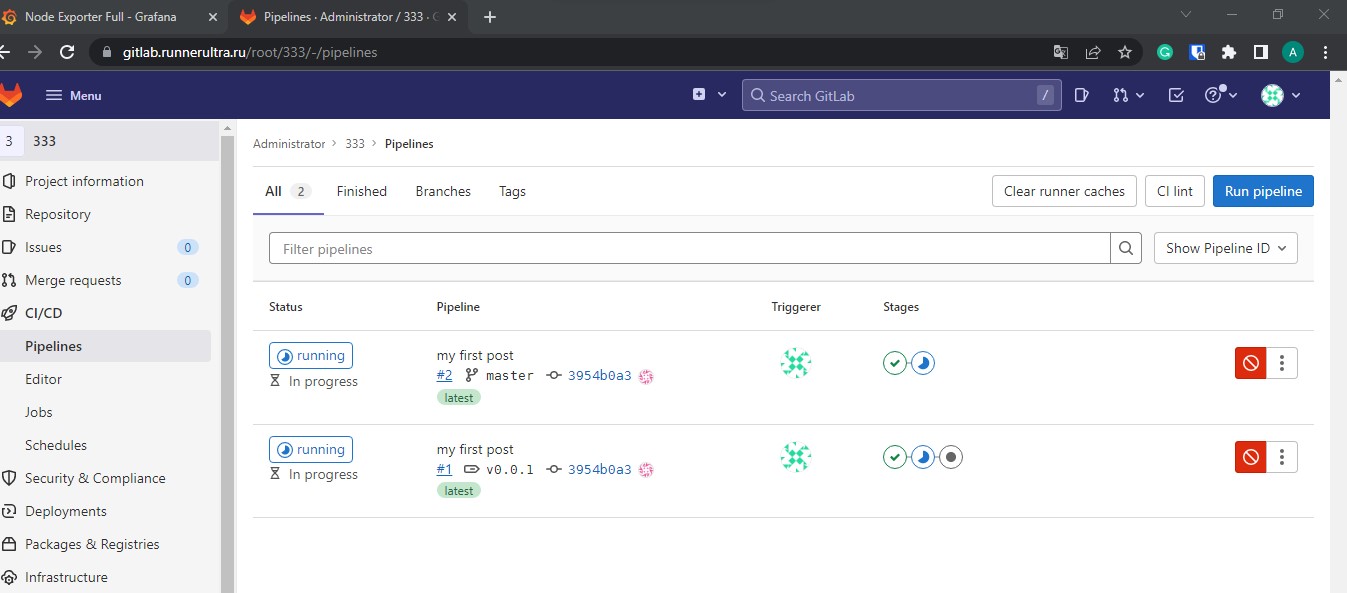 Node Exporter Full - Grafana
Pipelines · Administrator / 333 ·
gitlab.runnerultra.ru/root/333/-/pipelines
A
Menu
Search GitLab
/
3 333
Administrator > 333 > Pipelines
Project information
Repository
Issues 0
Merge requests 0
CI/CD
Pipelines
Editor
Jobs
Schedules
Security & Compliance
Deployments
Packages & Registries
Infrastructure
All 2 Finished Branches Tags
Clear runner caches CI lint Run pipeline
Filter pipelines
Show Pipeline ID
Status Pipeline Triggerer Stages
running
In progress
my first post
#2 master 3954b0a3
latest
running
In progress
my first post
#1 v0.0.1 3954b0a3
latest